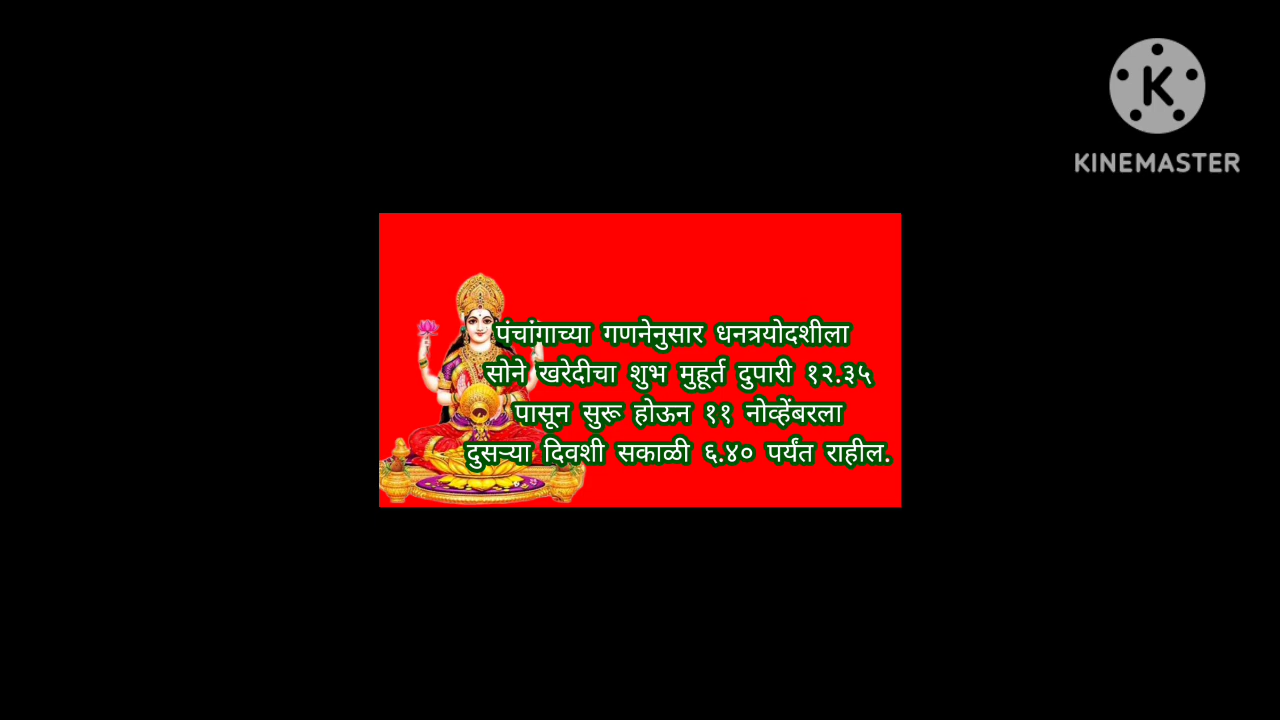 KINEMASTER
पंचांगाच्या गणनेनुसार धनत्रयोदशीला
सोने खरेदीचा शुभ मुहूर्त दुपारी १२.३५
पासून सुरू होऊन ११ नोव्हेंबरला
दुसऱ्या दिवशी सकाळी ६.४० पर्यंत राहील.